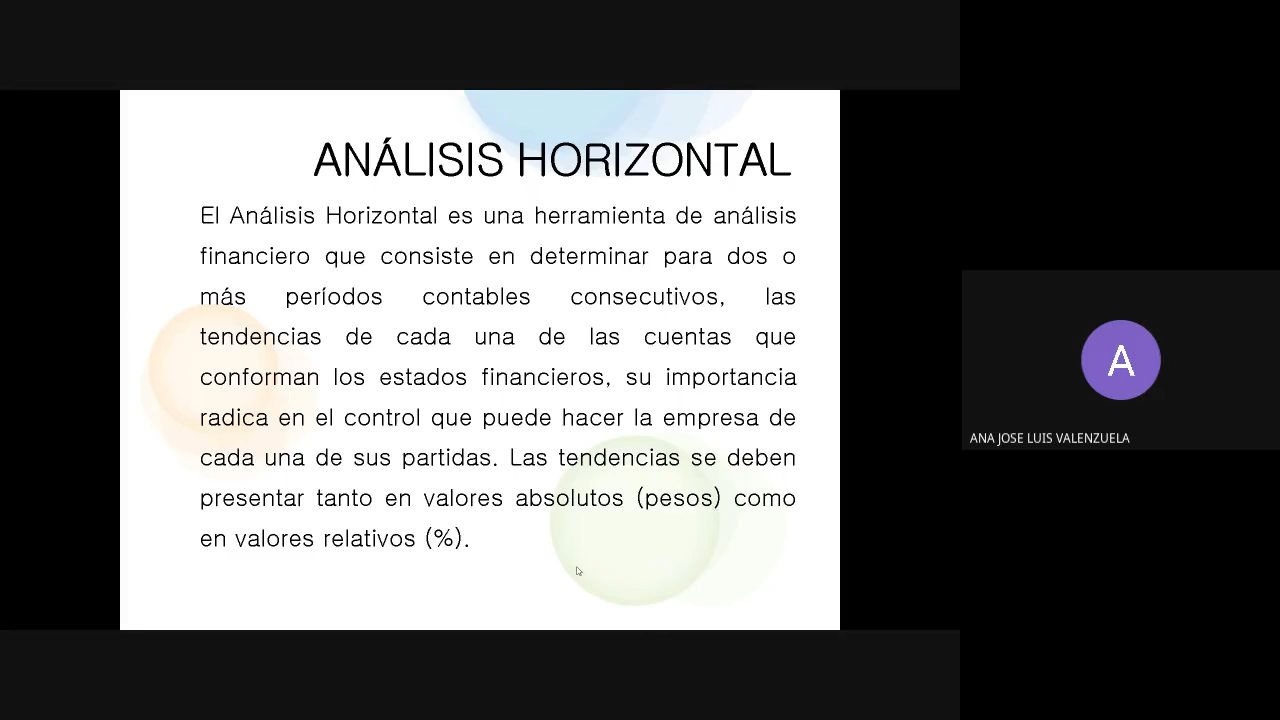 ANÁLISIS HORIZONTAL
El Análisis Horizontal es una herramienta de análisis
financiero que consiste en determinar para dos o
más períodos contables consecutivos, las
tendencias de cada una de las cuentas que
conforman los estados financieros, su importancia
radica en el control que puede hacer la empresa de
cada una de sus partidas. Las tendencias se deben
presentar tanto en valores absolutos (pesos) como
en valores relativos (%).
A
ANA JOSE LUIS VALENZUELA